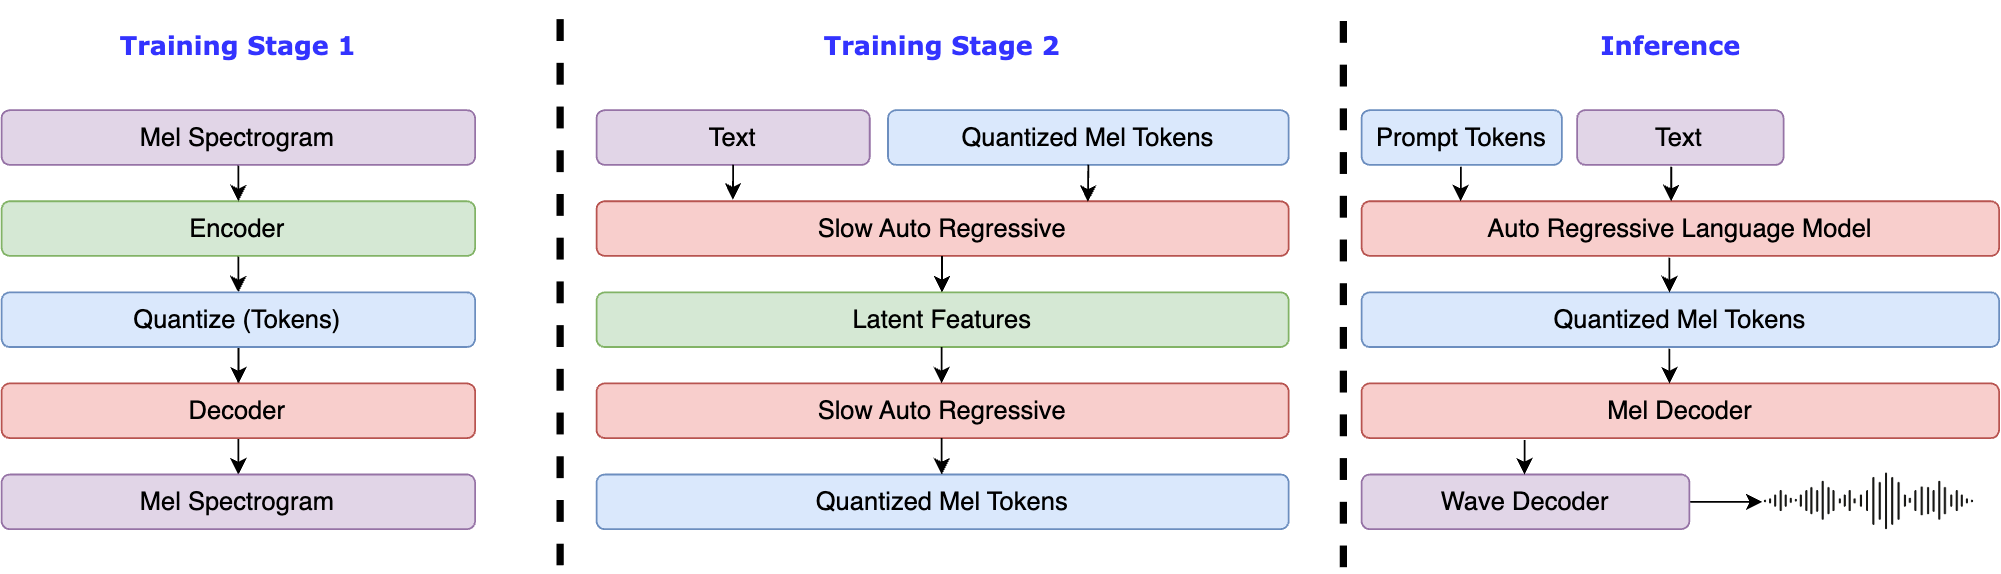 Training Stage 1
Mel Spectrogram
Encoder
Quantize (Tokens)
Decoder
Mel Spectrogram
Training Stage 2
Text
Quantized Mel Tokens
Slow Auto Regressive
Latent Features
Slow Auto Regressive
Quantized Mel Tokens
Inference
Prompt Tokens
Text
Auto Regressive Language Model
Quantized Mel Tokens
Mel Decoder
Wave Decoder